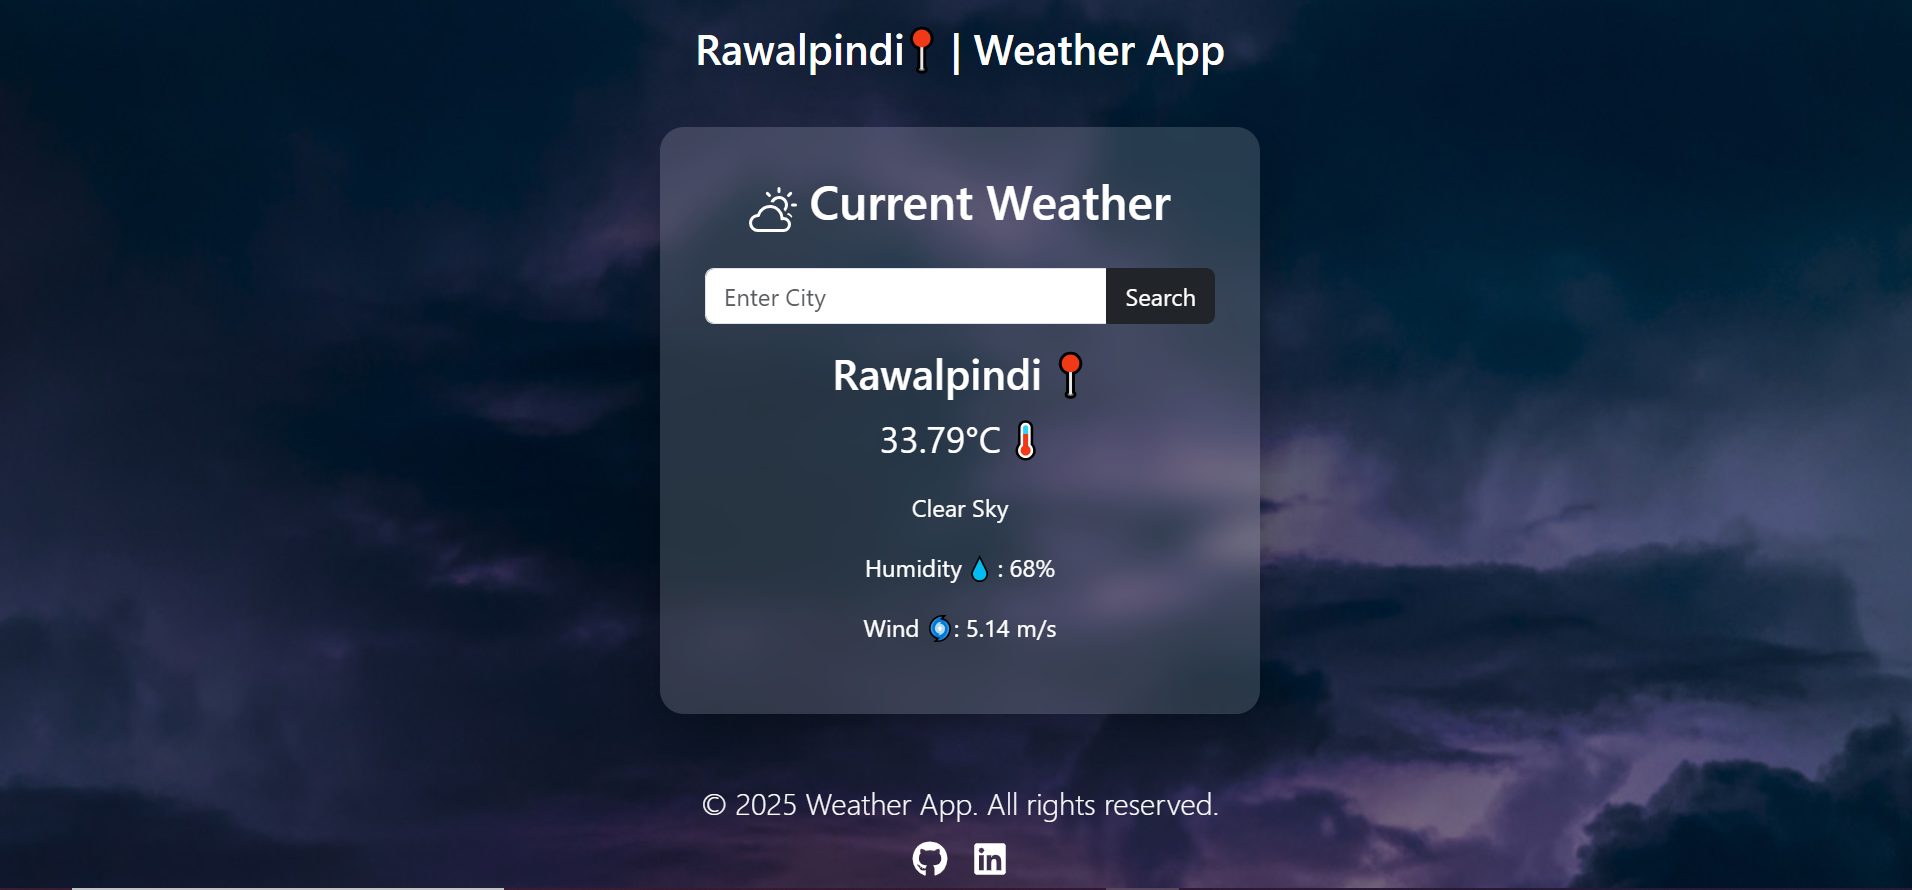 Rawalpindi📍 | Weather App
Current Weather
Enter City
Search
Rawalpindi 📍
33.79°C 🌡️
Clear Sky
Humidity 💧 : 68%
Wind 🌀: 5.14 m/s
© 2025 Weather App. All rights reserved.
in